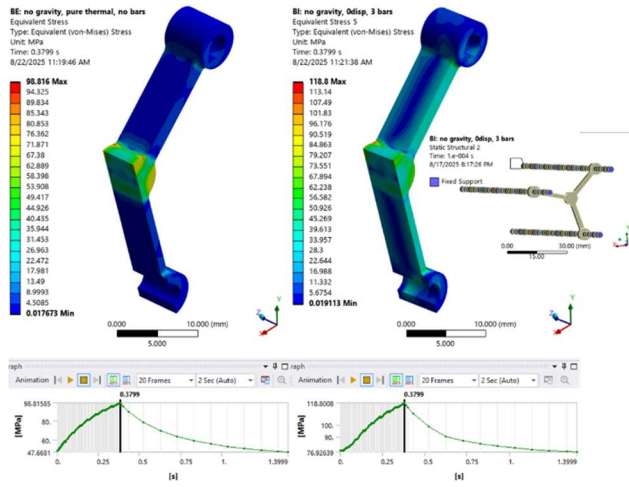 BE: no gravity, pure thermal, no bars
Equivalent Stress
Type: Equivalent (von-Mises) Stress
Unit: MPa
Time: 0.3799 s
8/22/2025 11:19:46 AM
98.816 Max
94.325
89.834
85.343
80.853
76.362
71.871
67.38
62.889
58.398
53.908
49.417
44.926
40.435
35.944
31.453
26.963
22.472
17.981
13.49
8.9993
4.5085
0.017673 Min
0.000
10.000 (mm)
5.000
Z
Y
X
BI: no gravity, 0disp, 3 bars
Equivalent Stress 5
Type: Equivalent (von-Mises) Stress
Unit: MPa
Time: 0.3799 s
8/22/2025 11:21:38 AM
118.8 Max
113.14
107.49
101.83
96.176
90.519
84.863
79.207
73.551
67.894
62.238
56.582
50.926
45.269
39.613
33.957
28.3
22.644
16.988
11.332
5.6754
0.019113 Min
0.000
10.000 (mm)
5.000
Z
Y
X
BI: no gravity, 0disp, 3 bars
Static Structural 2
Time: 1.e-004 s
8/17/2025 8:17:26 PM
Fixed Support
0.00
30.00 (mm)
15.00
raph
Animation
20 Frames
2 Sec (Auto)
0.3799
98.81585
80.
60.
47.6681
[MPa]
0.
0.25
0.5
0.75
1.
1.3999
[s]
raph
Animation
20 Frames
2 Sec (Auto)
0.3799
118.8008
100.
90.
76.92639
[MPa]
0.
0.25
0.5
0.75
1.
1.3999
[s]